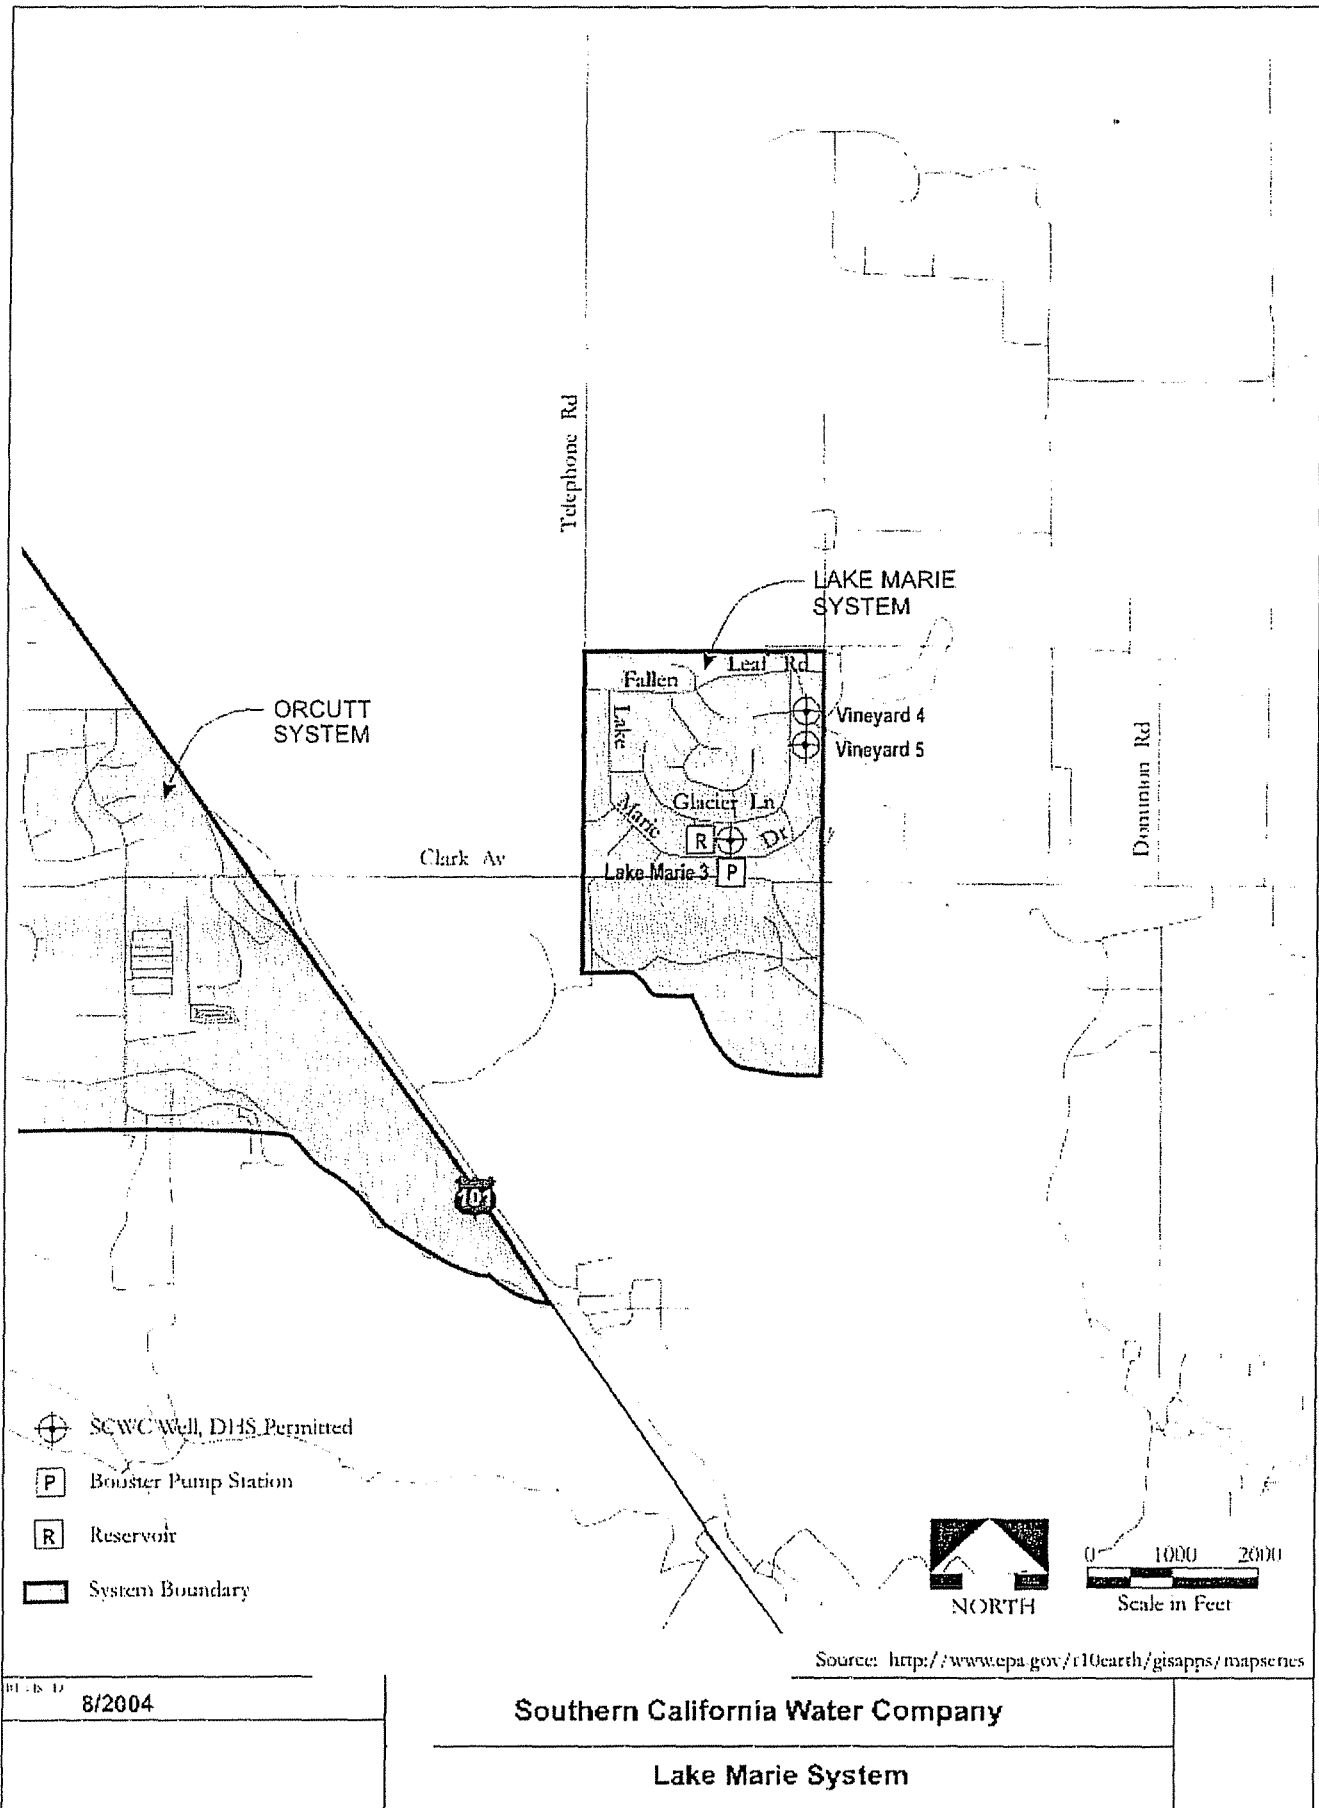 Telephone Rd
LAKE MARIE
SYSTEM
Fallen Leaf Rd
ORCUTT
SYSTEM
Lake Marie Dr
Vineyard 4
Vineyard 5
Dominion Rd
Glacier Ln
R
Clark Av
Lake Marie 3 P
101
SCWC Well, DHS Permitted
P Booster Pump Station
R Reservoir
System Boundary
NORTH
0 1000 2000
Scale in Feet
Source: http://www.epa.gov/r10earth/gisapps/mapseries
8/2004
Southern California Water Company
Lake Marie System